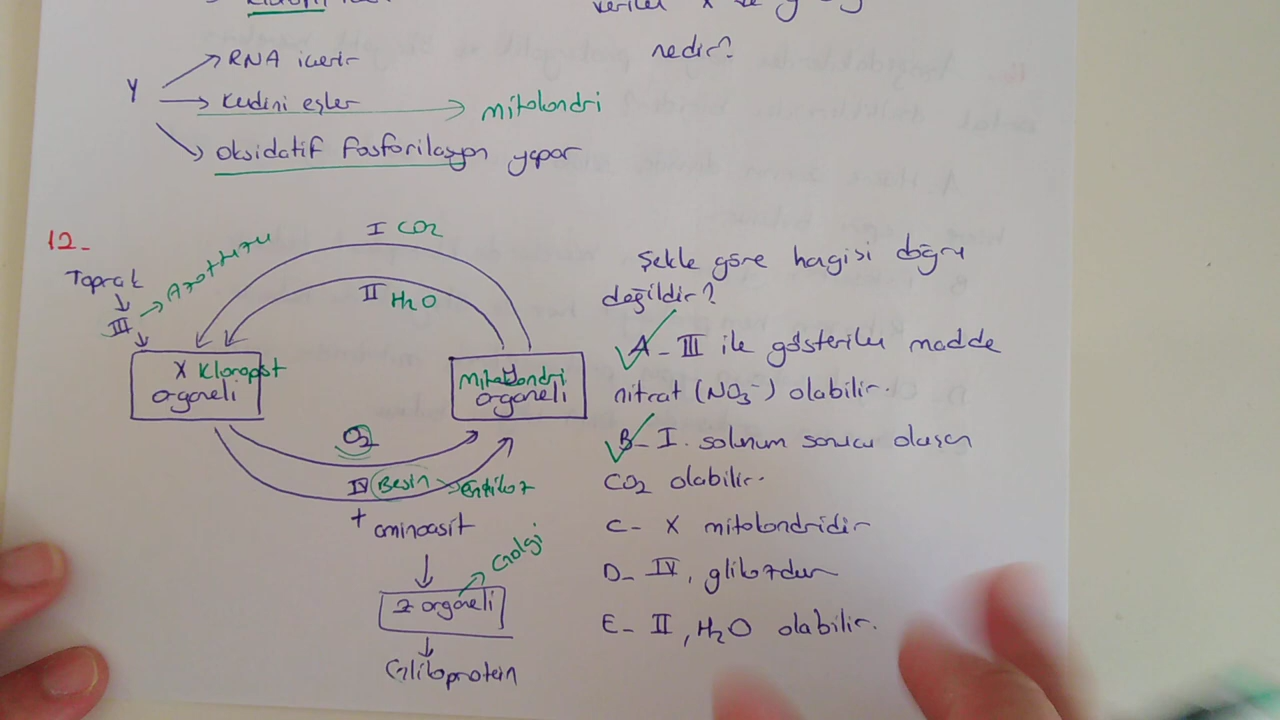 nedir?
Y
RNA içerir
kendini eşler
mitokondri
oksidatif fosforilasyon yapar
12-
Toprak
III
Azottuzu
I CO2
II H2O
X Kloropst
organeli
Mitokondri
organeli
O2
IV Besin Glikoz
+ aminoasit
Golgi
Z organeli
Glikoprotein
Şekle göre hangisi doğru
değildir?
A- III ile gösterilen madde
nitrat (NO3-) olabilir.
B- I. solunum sonucu oluşan
CO2 olabilir.
C- X mitokondridir
D- IV, glikozdur
E- II, H2O olabilir.